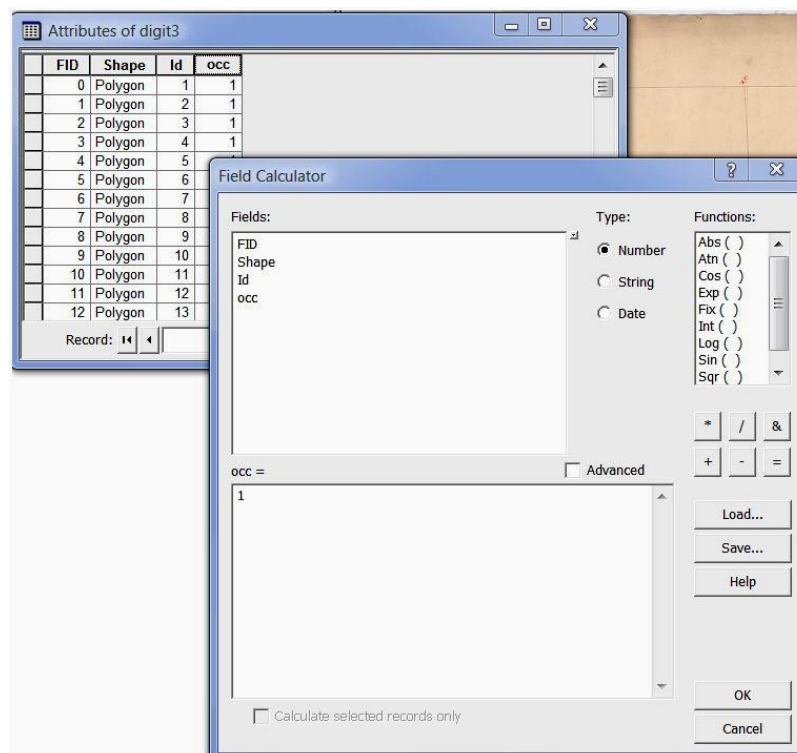 Attributes of digit3
FID Shape Id occ
0 Polygon 1 1
1 Polygon 2 1
2 Polygon 3 1
3 Polygon 4 1
4 Polygon 5
5 Polygon 6
6 Polygon 7
7 Polygon 8
8 Polygon 9
9 Polygon 10
10 Polygon 11
11 Polygon 12
12 Polygon 13
Record:
Field Calculator
?
Fields:
FID
Shape
Id
occ
Type:
Number
String
Date
Functions:
Abs ( )
Atn ( )
Cos ( )
Exp ( )
Fix ( )
Int ( )
Log ( )
Sin ( )
Sqr ( )
* / &
+ - =
occ =
Advanced
1
Load...
Save...
Help
Calculate selected records only
OK
Cancel